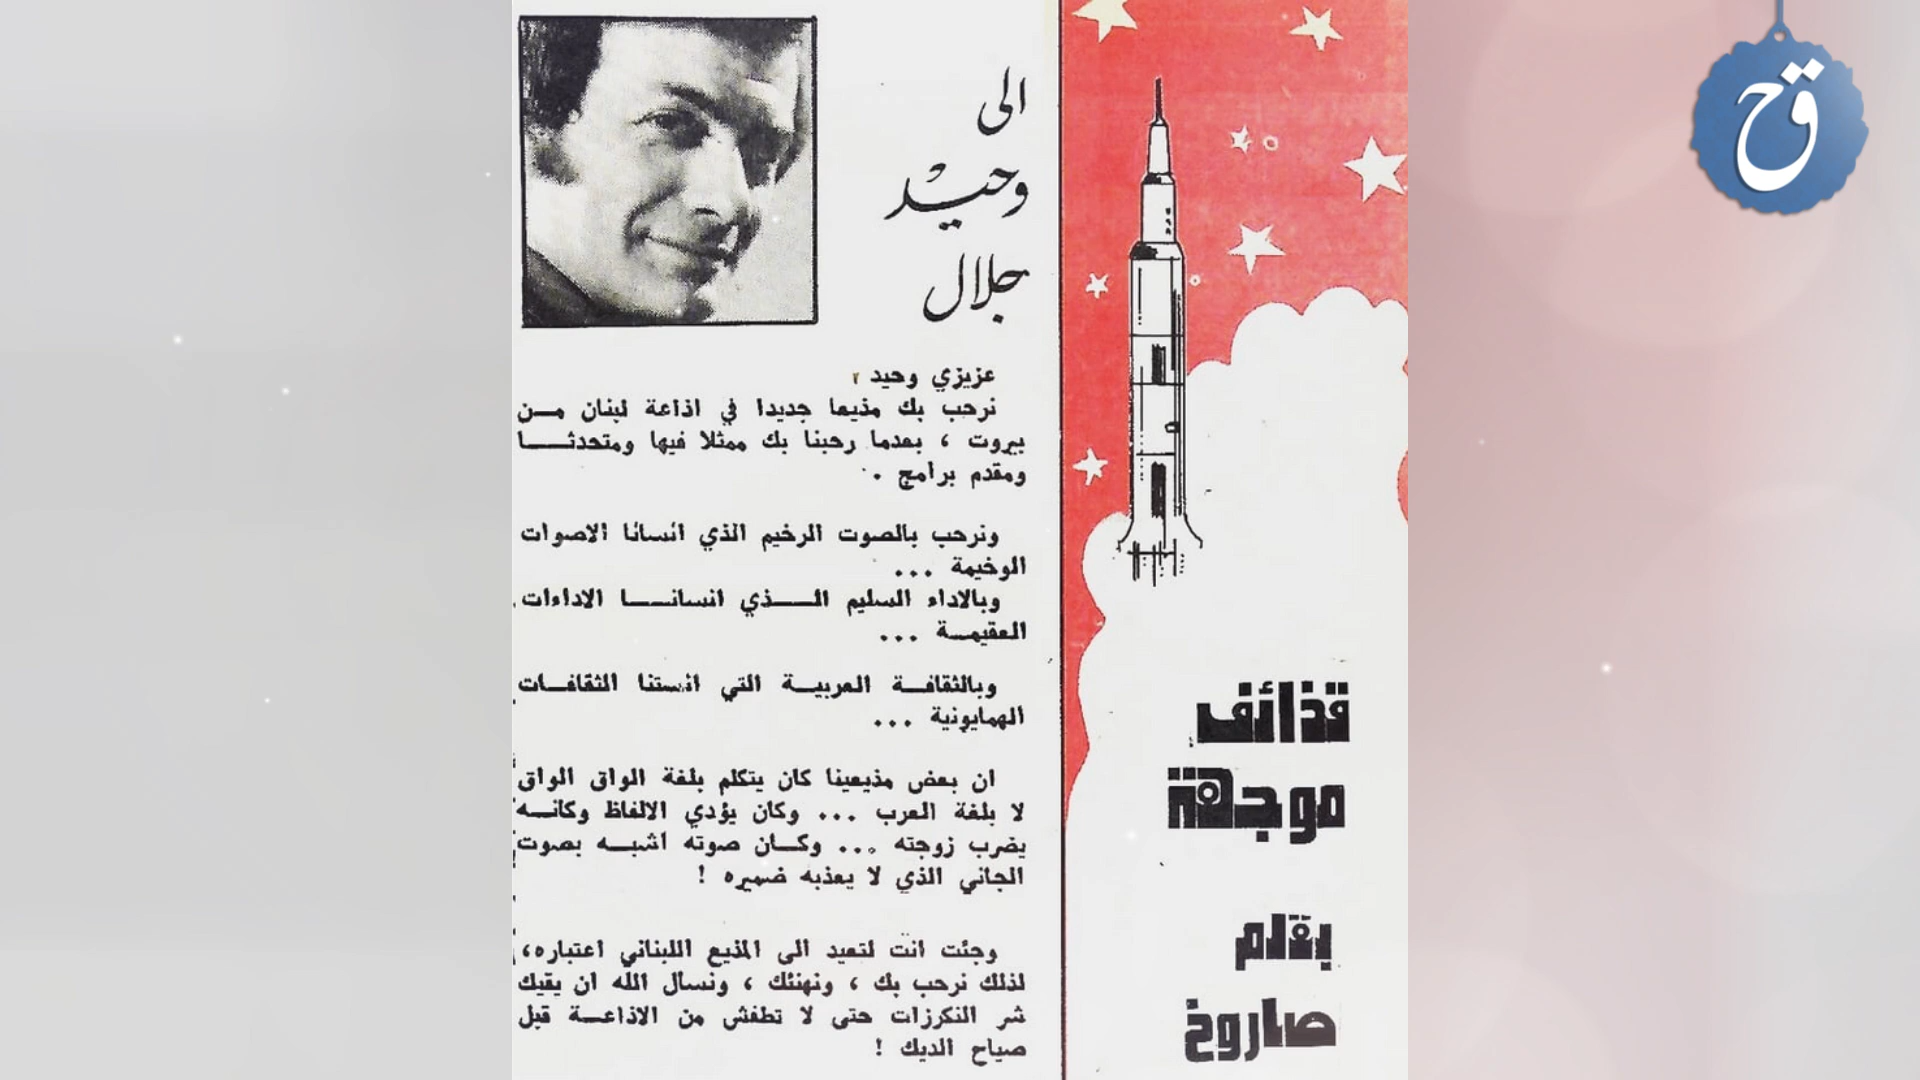 الى
وحيد
جلال
عزيزي وحيد
نرحب بك مذيعا جديدا في اذاعة لبنان من
بيروت ، بعدما رحبنا بك ممثلا فيها ومتحدثا
ومقدم برامج .
ونرحب بالصوت الرخيم الذي انسانا الاصوات
الوخيمة ...
وبالاداء السليم الذي انسانا الاداءات
العقيمة ...
وبالثقافة العربية التي انستنا الثقافات
الهمايونية ...
ان بعض مذيعينا كان يتكلم بلغة الواق الواق
لا بلغة العرب ... وكان يؤدي الالفاظ وكانه
يضرب زوجته ... وكان صوته اشبه بصوت
الجاني الذي لا يعذبه ضميره !
وجئت انت لتعيد الى المذيع اللبناني اعتباره،
لذلك نرحب بك ، ونهنئك ، ونسأل الله ان يقيك
شر النكرزات حتى لا تطفش من الاذاعة قبل
صياح الديك !
قذائف
موجهة
بقلم
صاروخ